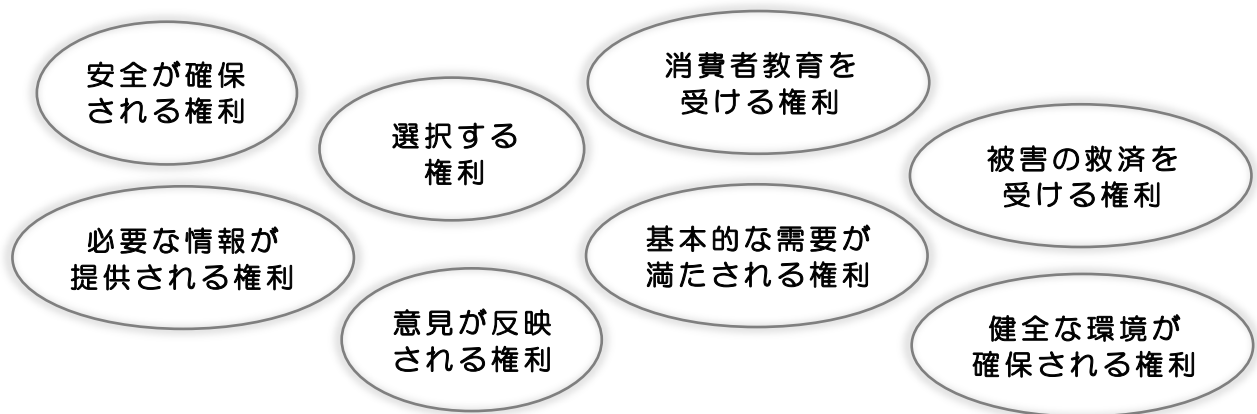 安全が確保
される権利
選択する
権利
消費者教育を
受ける権利
被害の救済を
受ける権利
必要な情報が
提供される権利
意見が反映
される権利
基本的な需要が
満たされる権利
健全な環境が
確保される権利